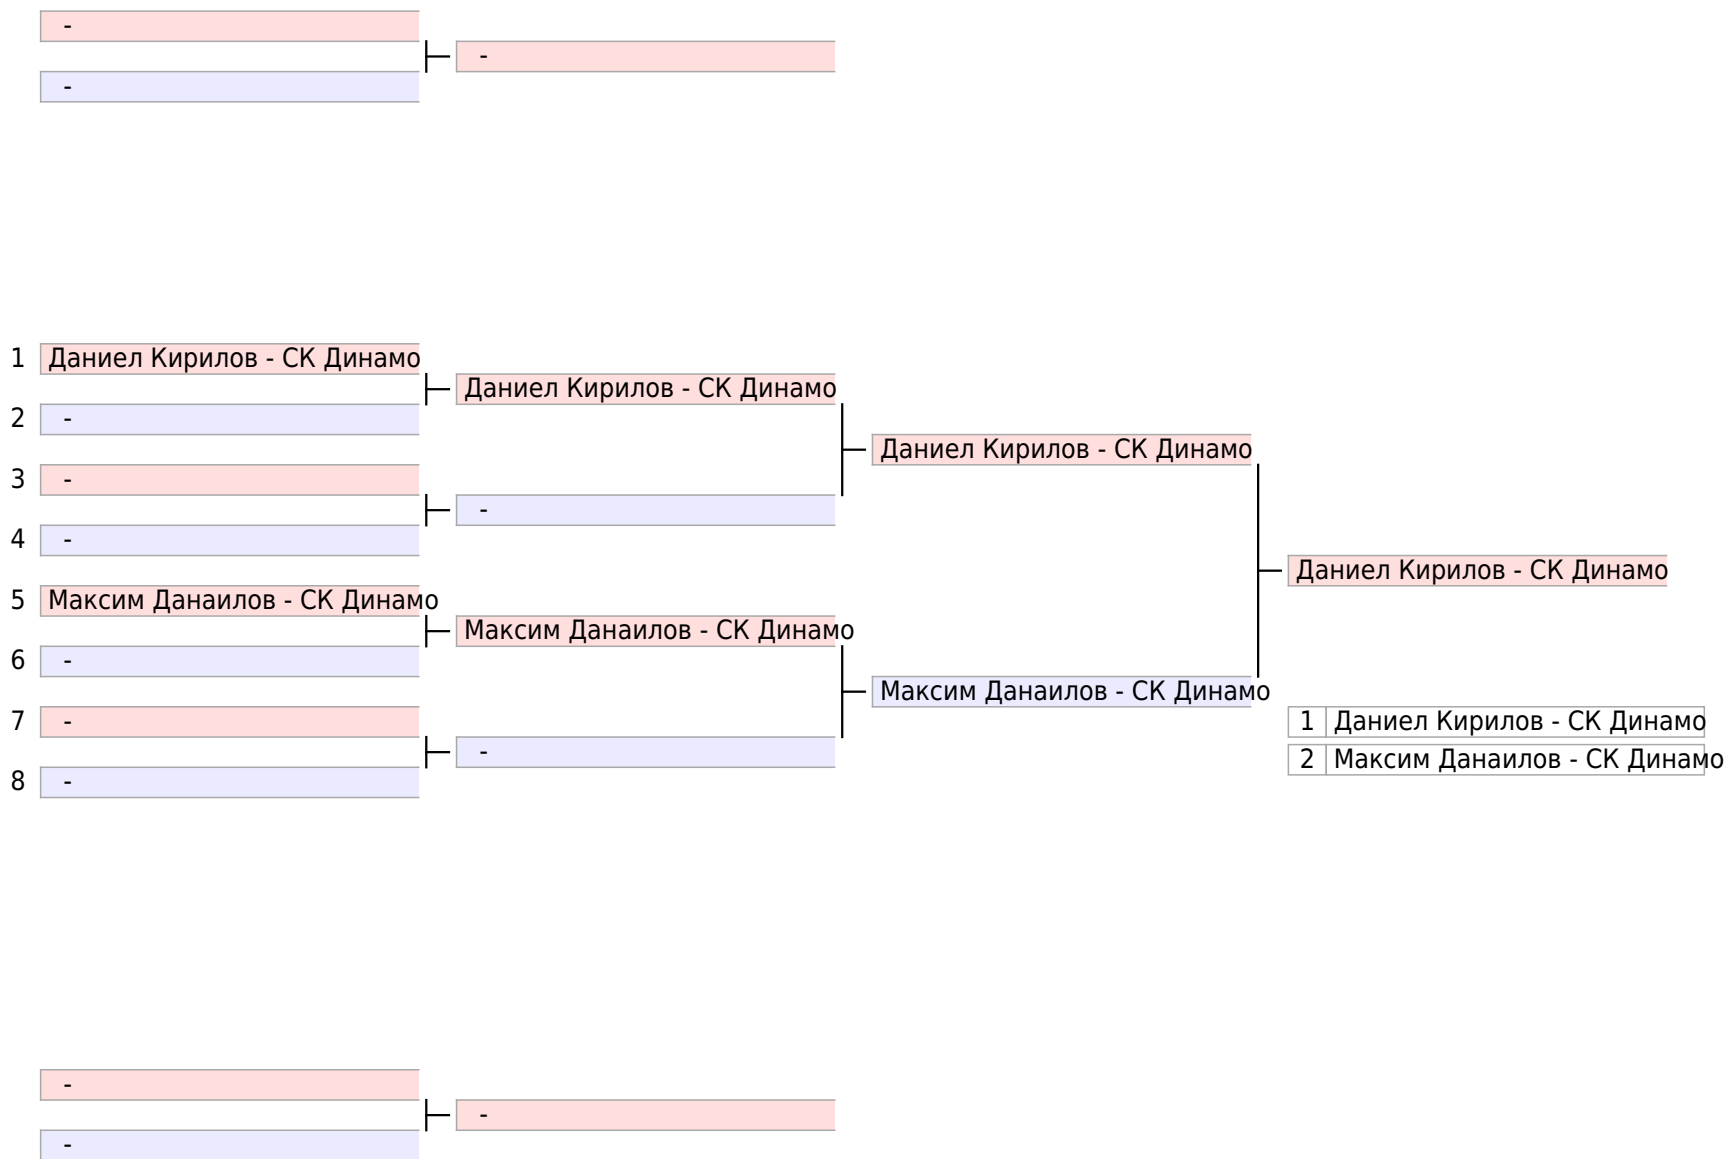 -
-
-
1 Даниел Кирилов - СК Динамо
Даниел Кирилов - СК Динамо
2 -
Даниел Кирилов - СК Динамо
3 -
-
4 -
Даниел Кирилов - СК Динамо
5 Максим Данаилов - СК Динамо
Максим Данаилов - СК Динамо
6 -
Максим Данаилов - СК Динамо
7 -
1 Даниел Кирилов - СК Динамо
-
2 Максим Данаилов - СК Динамо
8 -
-
-
-